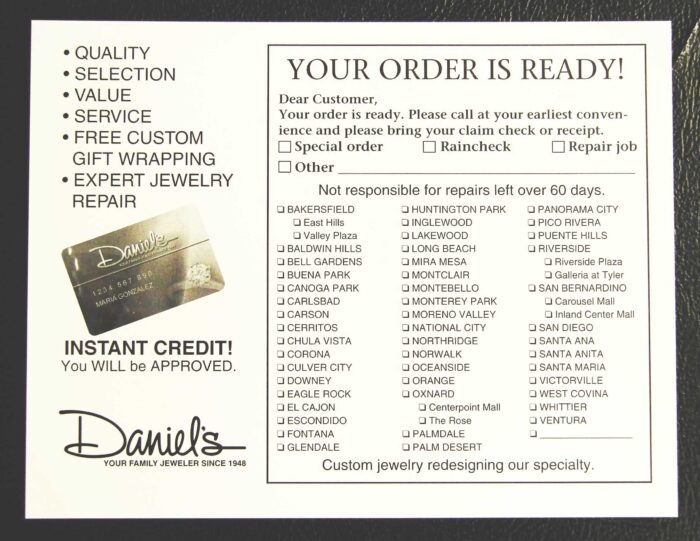 • QUALITY
• SELECTION
• VALUE
• SERVICE
• FREE CUSTOM
GIFT WRAPPING
• EXPERT JEWELRY
REPAIR
Daniel's
1234 567 890
MARIA GONZALEZ
INSTANT CREDIT!
You WILL be APPROVED.
Daniel's
YOUR FAMILY JEWELER SINCE 1948
YOUR ORDER IS READY!
Dear Customer,
Your order is ready. Please call at your earliest conven-
ience and please bring your claim check or receipt.
☐ Special order ☐ Raincheck ☐ Repair job
☐ Other
Not responsible for repairs left over 60 days.
❑ BAKERSFIELD
❑ East Hills
❑ Valley Plaza
❑ BALDWIN HILLS
❑ BELL GARDENS
❑ BUENA PARK
❑ CANOGA PARK
❑ CARLSBAD
❑ CARSON
❑ CERRITOS
❑ CHULA VISTA
❑ CORONA
❑ CULVER CITY
❑ DOWNEY
❑ EAGLE ROCK
❑ EL CAJON
❑ ESCONDIDO
❑ FONTANA
❑ GLENDALE
❑ HUNTINGTON PARK
❑ INGLEWOOD
❑ LAKEWOOD
❑ LONG BEACH
❑ MIRA MESA
❑ MONTCLAIR
❑ MONTEBELLO
❑ MONTEREY PARK
❑ MORENO VALLEY
❑ NATIONAL CITY
❑ NORTHRIDGE
❑ NORWALK
❑ OCEANSIDE
❑ ORANGE
❑ OXNARD
❑ Centerpoint Mall
❑ The Rose
❑ PALMDALE
❑ PALM DESERT
❑ PANORAMA CITY
❑ PICO RIVERA
❑ PUENTE HILLS
❑ RIVERSIDE
❑ Riverside Plaza
❑ Galleria at Tyler
❑ SAN BERNARDINO
❑ Carousel Mall
❑ Inland Center Mall
❑ SAN DIEGO
❑ SANTA ANA
❑ SANTA ANITA
❑ SANTA MARIA
❑ VICTORVILLE
❑ WEST COVINA
❑ WHITTIER
❑ VENTURA
❑
Custom jewelry redesigning our specialty.